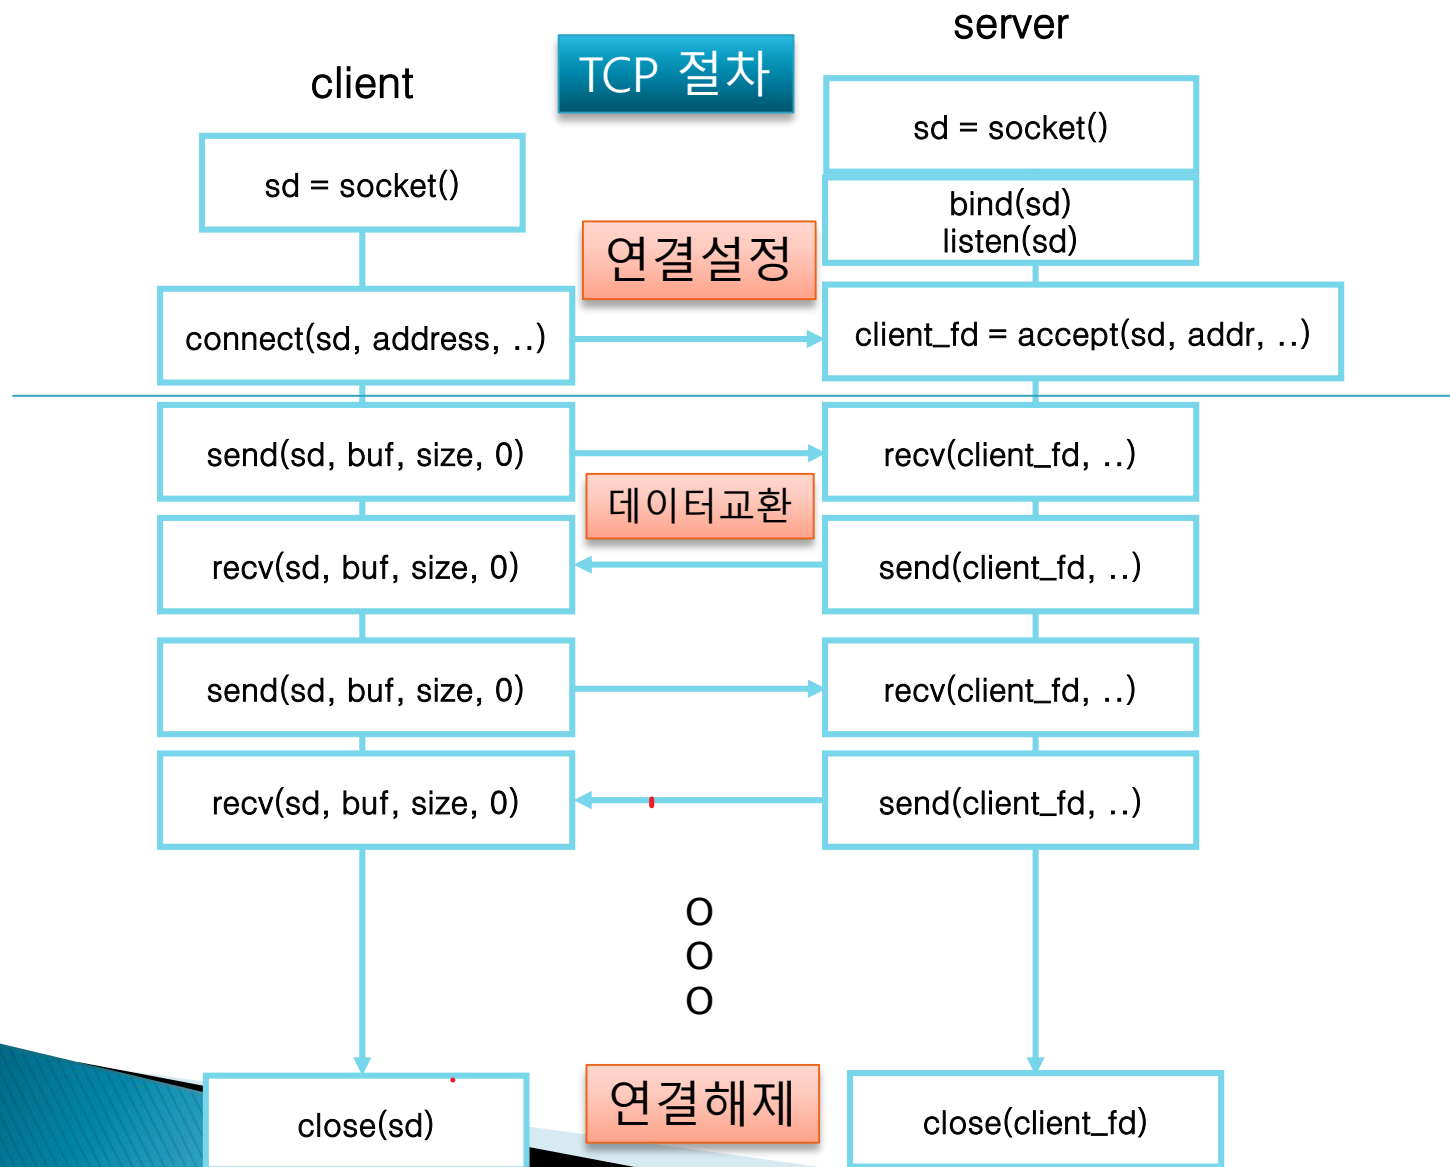 server
TCP 절차
client
sd = socket()
sd = socket()
bind(sd)
listen(sd)
연결설정
connect(sd, address, ..)
client_fd = accept(sd, addr, ..)
send(sd, buf, size, 0)
recv(client_fd, ..)
데이터교환
recv(sd, buf, size, 0)
send(client_fd, ..)
send(sd, buf, size, 0)
recv(client_fd, ..)
recv(sd, buf, size, 0)
send(client_fd, ..)
O
O
O
연결해제
close(sd)
close(client_fd)